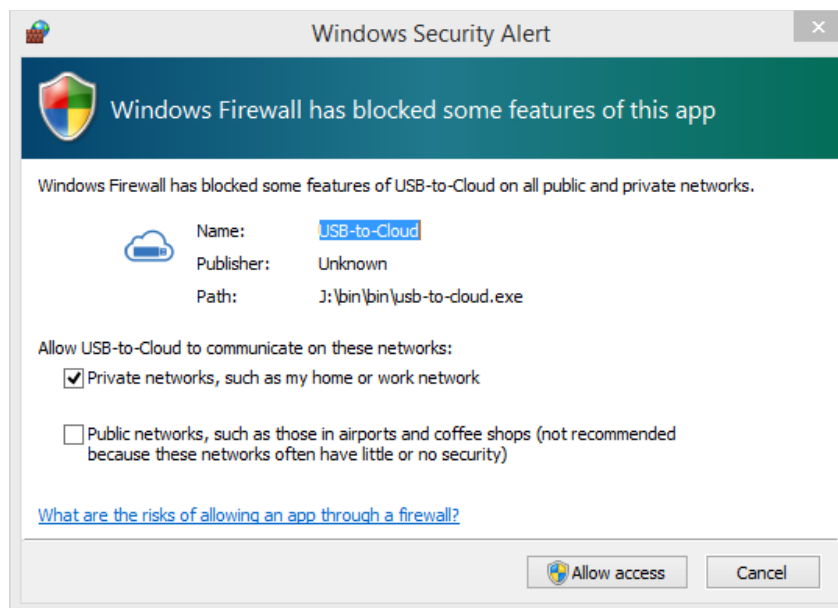 Windows Security Alert
Windows Firewall has blocked some features of this app
Windows Firewall has blocked some features of USB-to-Cloud on all public and private networks.
Name: USB-to-Cloud
Publisher: Unknown
Path: J:\bin\bin\usb-to-cloud.exe
Allow USB-to-Cloud to communicate on these networks:
Private networks, such as my home or work network
Public networks, such as those in airports and coffee shops (not recommended
because these networks often have little or no security)
What are the risks of allowing an app through a firewall?
Allow access Cancel